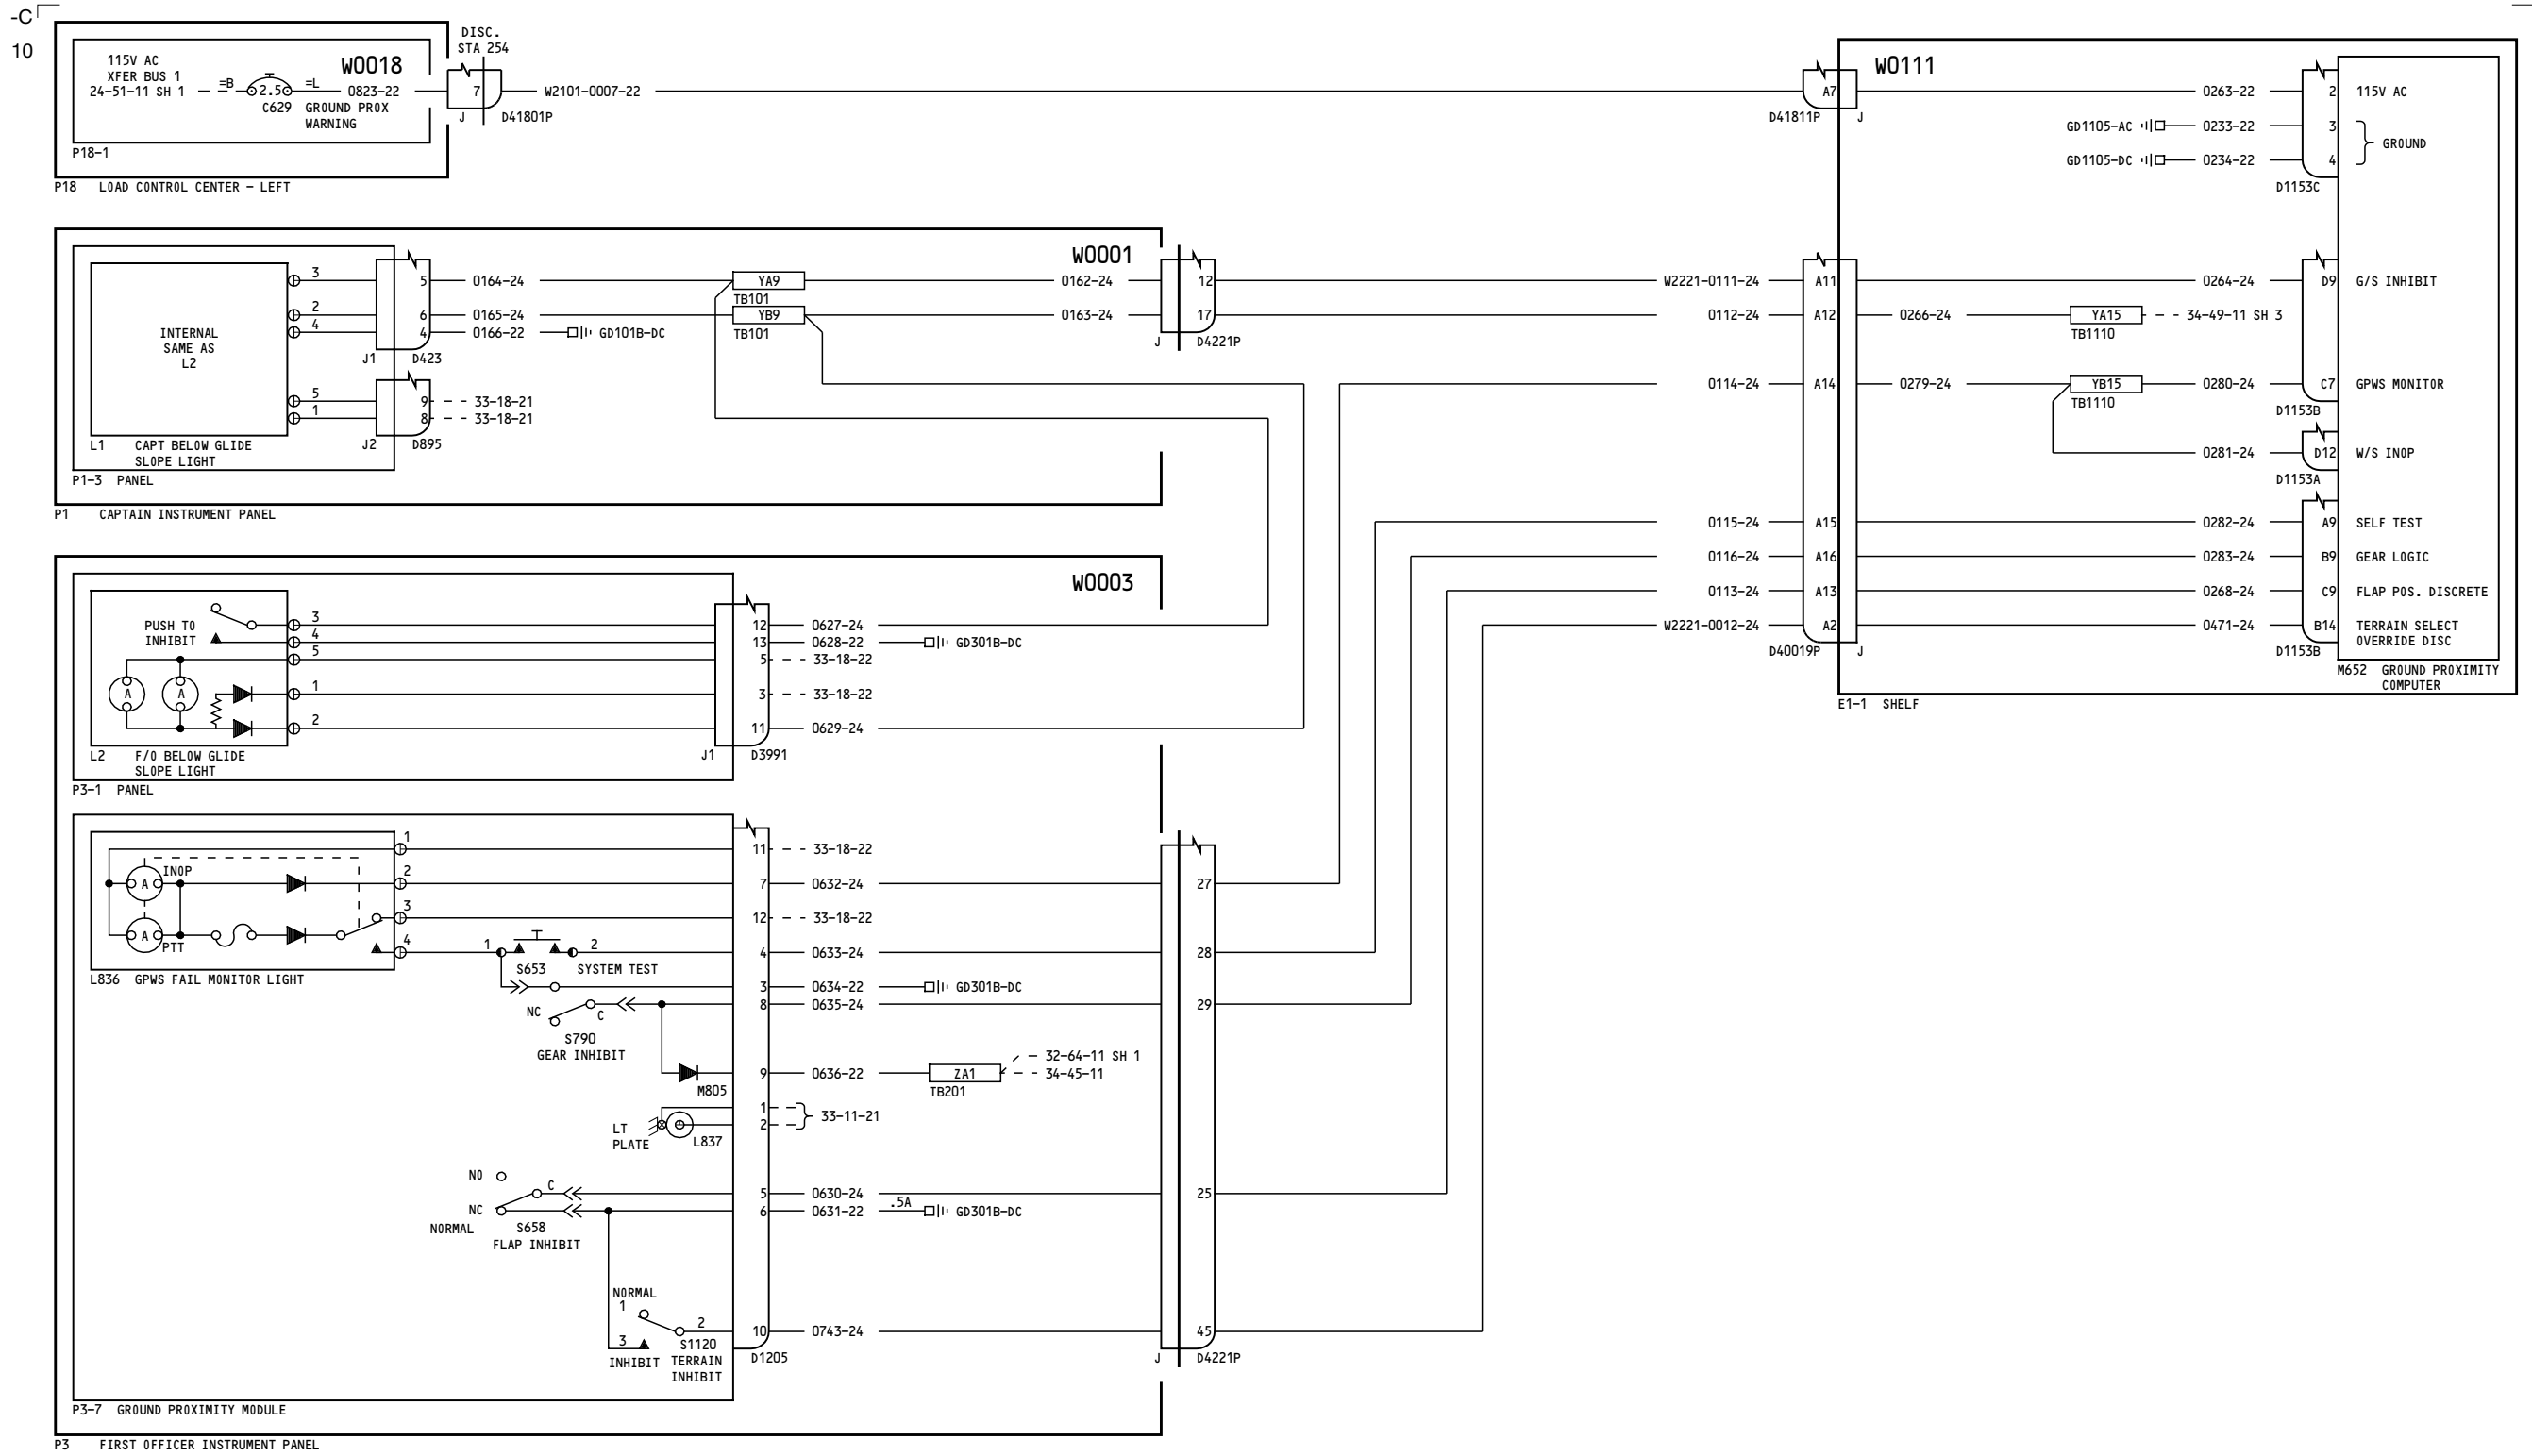 -C
10
115V AC
XFER BUS 1
24-51-11 SH 1
=B
2.5
=L
C629
GROUND PROX
WARNING
W0018
0823-22
P18-1
P18 LOAD CONTROL CENTER - LEFT
DISC.
STA 254
7
J
D41801P
W2101-0007-22
A7
D41811P
J
W0111
0263-22
2
115V AC
GD1105-AC
0233-22
3
GROUND
GD1105-DC
0234-22
4
D1153C
W0001
INTERNAL
SAME AS
L2
3
2
4
5
1
5
0164-24
YA9
TB101
0162-24
12
6
0165-24
YB9
TB101
0163-24
17
4
0166-22
GD101B-DC
J1
D423
J
D4221P
9
33-18-21
8
33-18-21
J2
D895
L1 CAPT BELOW GLIDE
SLOPE LIGHT
P1-3 PANEL
P1 CAPTAIN INSTRUMENT PANEL
W2221-0111-24
A11
0264-24
D9
G/S INHIBIT
0112-24
A12
0266-24
YA15
TB1110
34-49-11 SH 3
0114-24
A14
0279-24
YB15
TB1110
0280-24
C7
GPWS MONITOR
D1153B
0281-24
D12
W/S INOP
D1153A
0115-24
A15
0282-24
A9
SELF TEST
0116-24
A16
0283-24
B9
GEAR LOGIC
0113-24
A13
0268-24
C9
FLAP POS. DISCRETE
W2221-0012-24
A2
0471-24
B14
TERRAIN SELECT
OVERRIDE DISC
D40019P
J
D1153B
M652 GROUND PROXIMITY
COMPUTER
E1-1 SHELF
W0003
PUSH TO
INHIBIT
3
4
5
A
A
1
2
12
0627-24
13
0628-22
GD301B-DC
5
33-18-22
3
33-18-22
11
0629-24
J1
D3991
L2 F/O BELOW GLIDE
SLOPE LIGHT
P3-1 PANEL
1
INOP
A
2
3
A
PTT
4
L836 GPWS FAIL MONITOR LIGHT
11
33-18-22
7
0632-24
27
12
33-18-22
1
2
S653
SYSTEM TEST
4
0633-24
28
3
0634-22
GD301B-DC
8
0635-24
29
NC
C
S790
GEAR INHIBIT
M805
9
0636-22
ZA1
TB201
32-64-11 SH 1
34-45-11
1
2
33-11-21
LT
PLATE
L837
NO
C
NC
NORMAL
S658
FLAP INHIBIT
5
0630-24
25
6
0631-22
.5A
GD301B-DC
NORMAL
1
2
3
S1120
INHIBIT
TERRAIN
INHIBIT
10
0743-24
45
D1205
J
D4221P
P3-7 GROUND PROXIMITY MODULE
P3 FIRST OFFICER INSTRUMENT PANEL